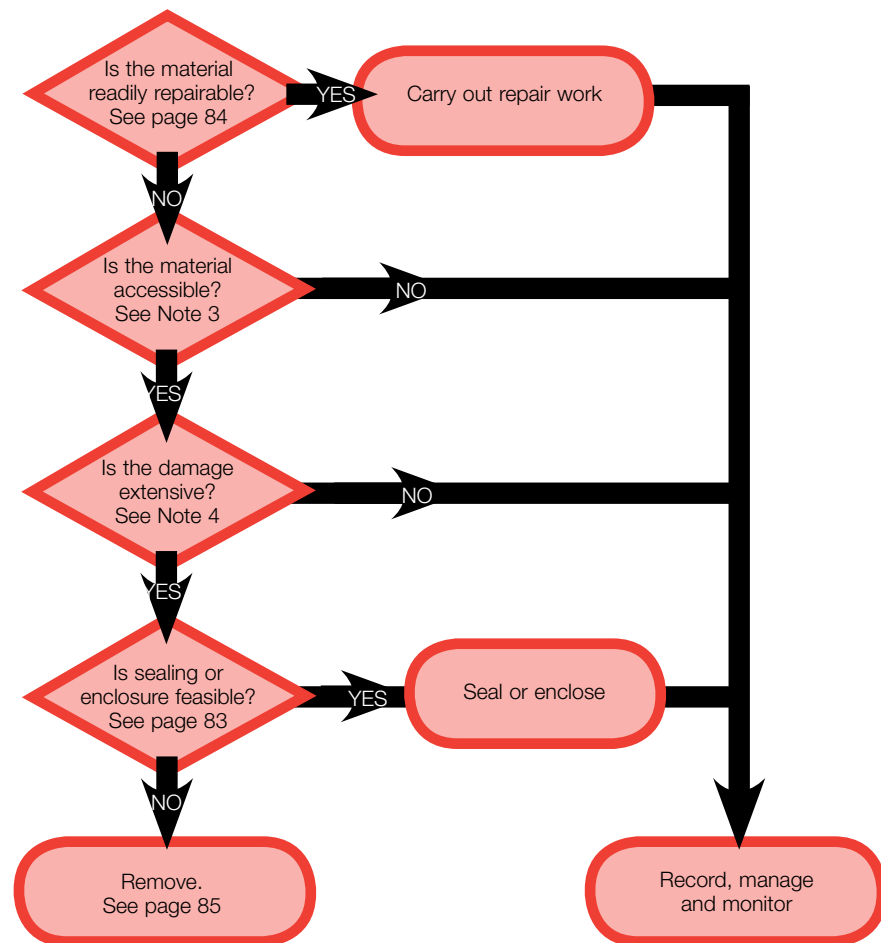 Is the material
readily repairable?
See page 84
YES
Carry out repair work
NO
Is the material
accessible?
See Note 3
NO
YES
Is the damage
extensive?
See Note 4
NO
YES
Is sealing or
enclosure feasible?
See page 83
YES
Seal or enclose
NO
Remove.
See page 85
Record, manage
and monitor